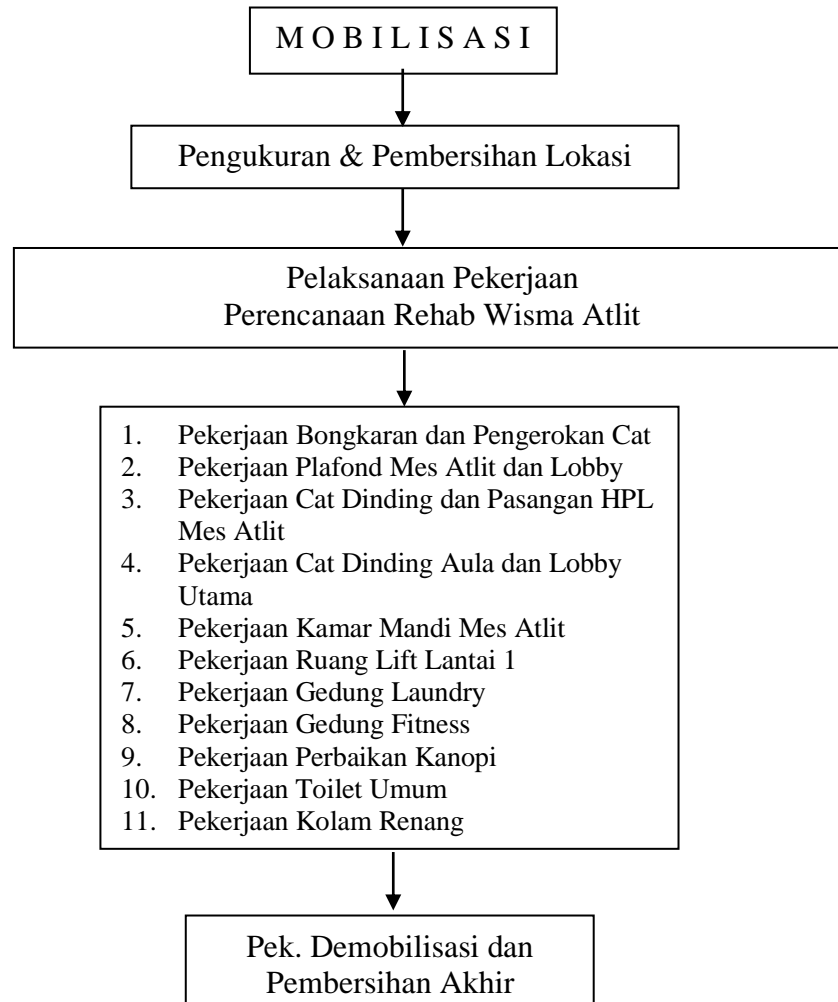 M O B I L I S A S I
Pengukuran & Pembersihan Lokasi
Pelaksanaan Pekerjaan
Perencanaan Rehab Wisma Atlit
1. Pekerjaan Bongkaran dan Pengerokan Cat
2. Pekerjaan Plafond Mes Atlit dan Lobby
3. Pekerjaan Cat Dinding dan Pasangan HPL
Mes Atlit
4. Pekerjaan Cat Dinding Aula dan Lobby
Utama
5. Pekerjaan Kamar Mandi Mes Atlit
6. Pekerjaan Ruang Lift Lantai 1
7. Pekerjaan Gedung Laundry
8. Pekerjaan Gedung Fitness
9. Pekerjaan Perbaikan Kanopi
10. Pekerjaan Toilet Umum
11. Pekerjaan Kolam Renang
Pek. Demobilisasi dan
Pembersihan Akhir